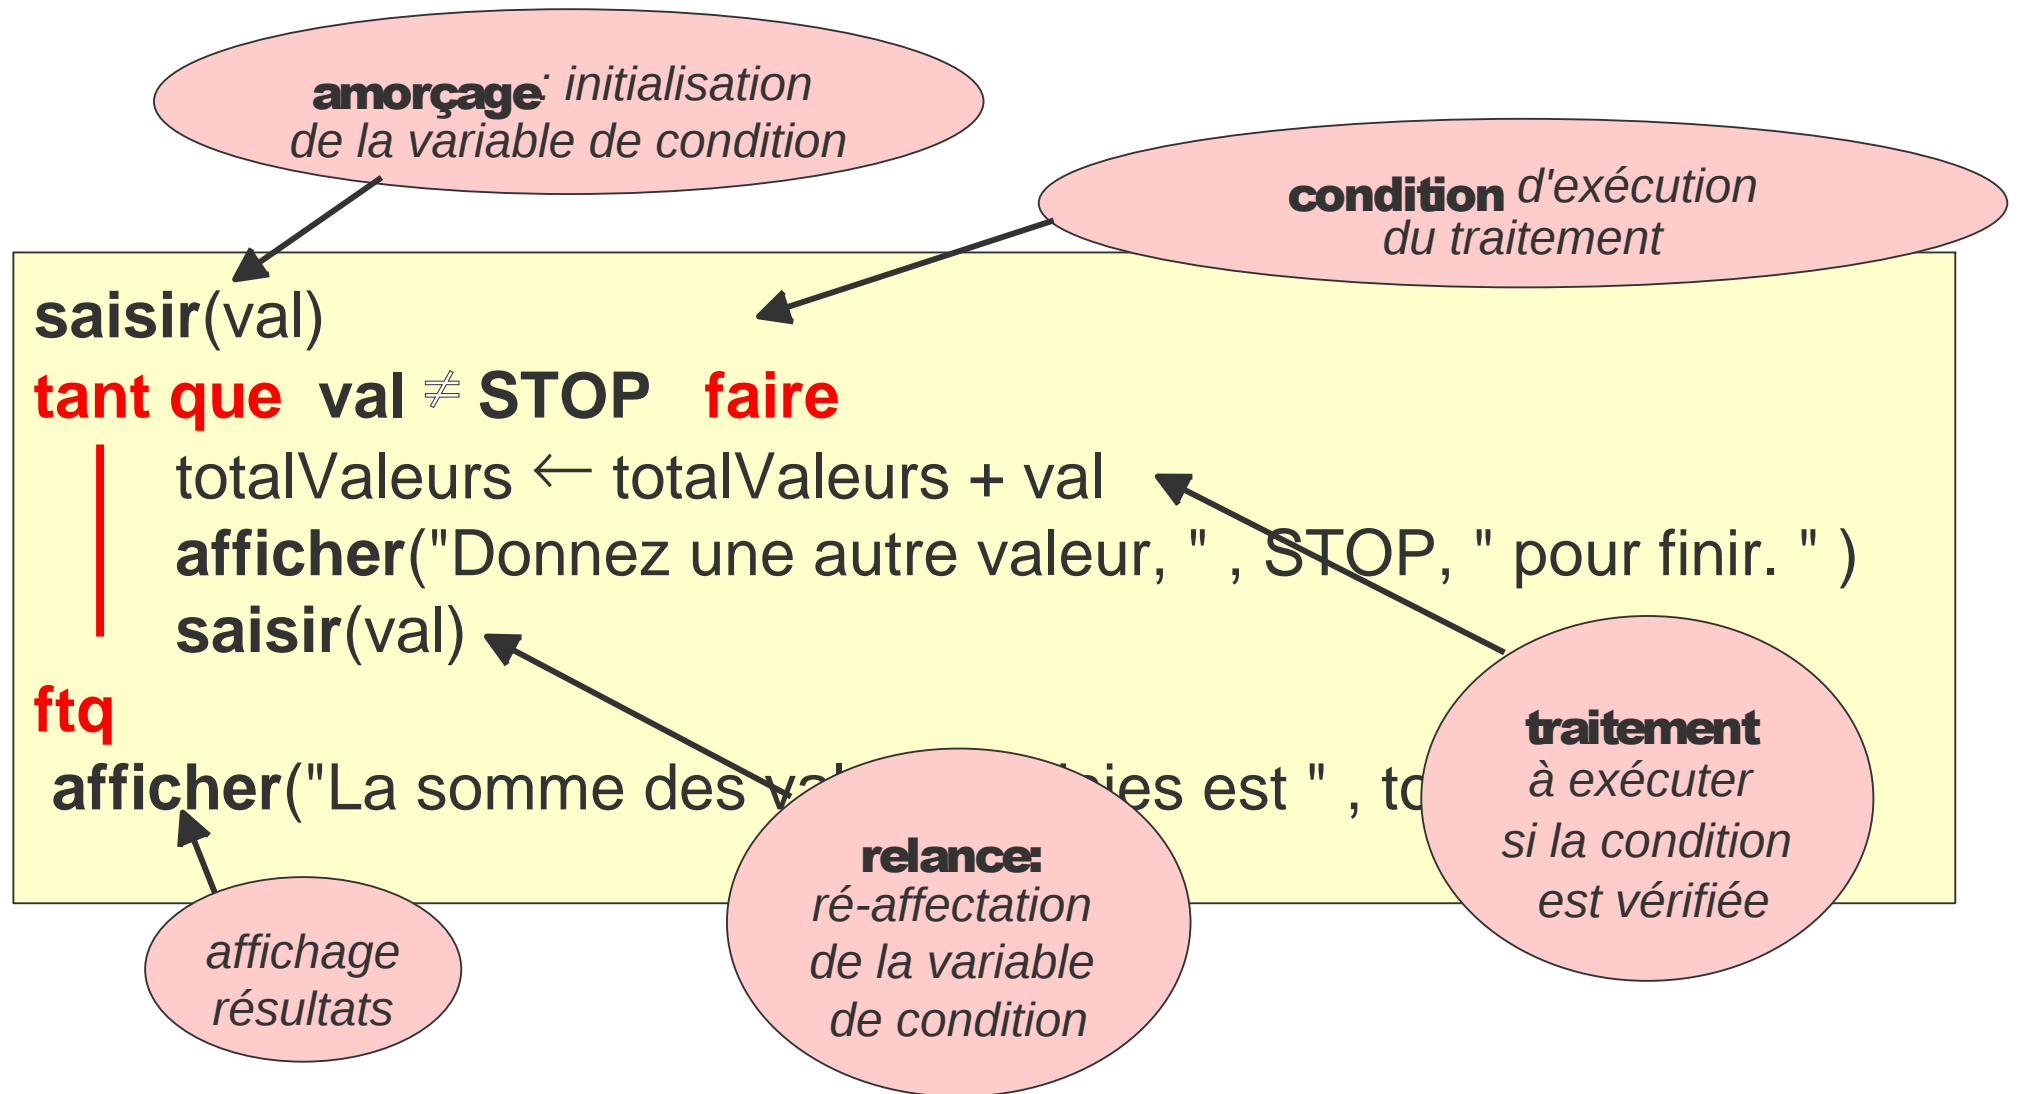 amorçage: initialisation
de la variable de condition
condition d'exécution
du traitement
saisir(val)
tant que val ≠ STOP faire
totalValeurs ← totalValeurs + val
afficher("Donnez une autre valeur, " , STOP, " pour finir. " )
saisir(val)
ftq
afficher("La somme des est " ,
traitement
à exécuter
si la condition
est vérifiée
relance:
ré-affectation
de la variable
de condition
affichage
résultats